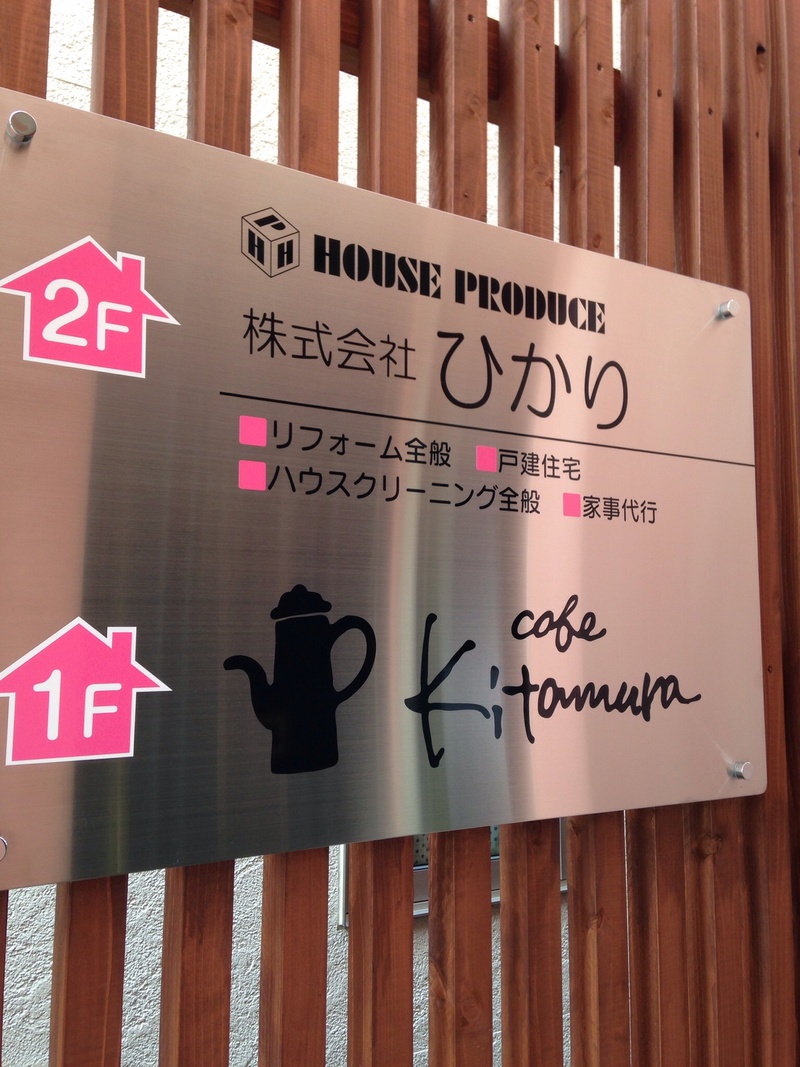 P H H HOUSE PRODUCE
2F
株式会社 ひかり
■リフォーム全般 ■戸建住宅
■ハウスクリーニング全般 ■家事代行
1F
cafe
Kitamura